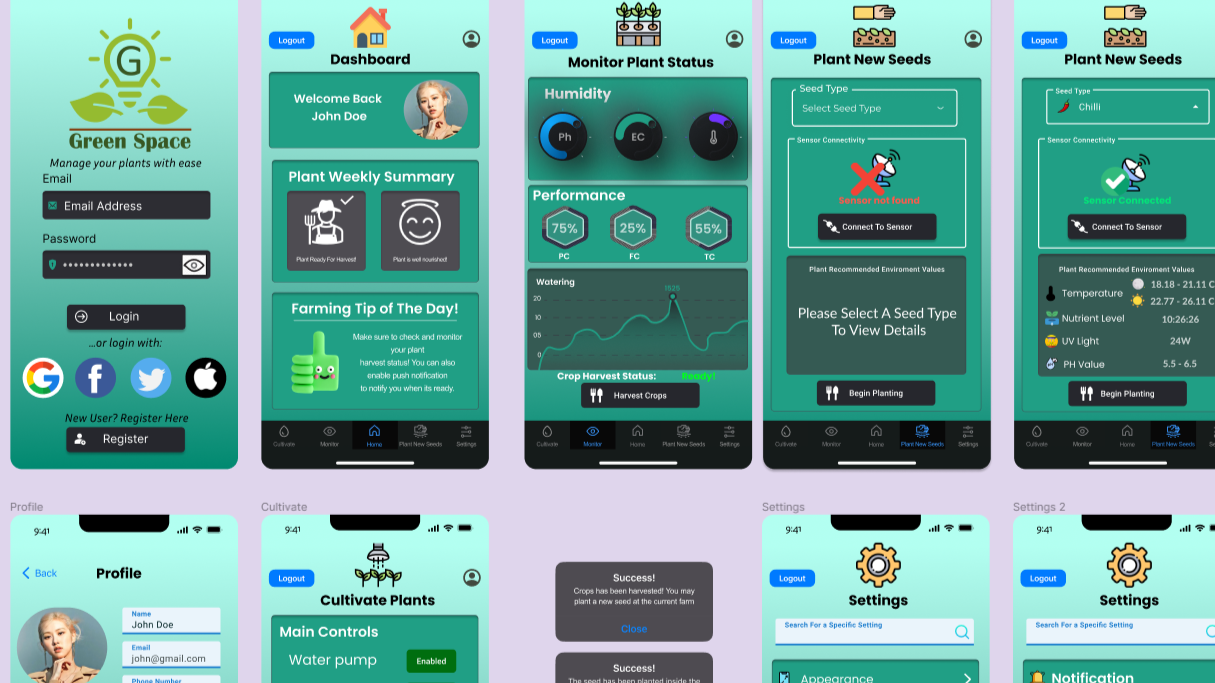 G
Green Space
Manage your plants with ease
Email
Email Address
Password
Login
...or login with:
New User? Register Here
Register
Logout
Dashboard
Welcome Back
John Doe
Plant Weekly Summary
Plant Ready For Harvest!
Plant is well nourished!
Farming Tip of The Day!
Make sure to check and monitor
your plant
harvest status! You can also
enable push notification
to notify you when its ready.
Cultivate
Monitor
Home
Plant New Seeds
Settings
Logout
Monitor Plant Status
Humidity
Ph
EC
Performance
75%
25%
55%
PC
FC
TC
Watering
1525
20
10
05
0
Crop Harvest Status:
Ready!
Harvest Crops
Cultivate
Monitor
Home
Plant New Seeds
Settings
Logout
Plant New Seeds
Seed Type
Select Seed Type
Sensor Connectivity
Sensor not found
Connect To Sensor
Plant Recommended Enviroment Values
Please Select A Seed Type
To View Details
Begin Planting
Cultivate
Monitor
Home
Plant New Seeds
Settings
Logout
Plant New Seeds
Seed Type
Chilli
Sensor Connectivity
Sensor Connected
Connect To Sensor
Plant Recommended Enviroment Values
Temperature
18.18 - 21.11 C
22.77 - 26.11 C
Nutrient Level
10:26:26
UV Light
24W
PH Value
5.5 - 6.5
Begin Planting
Cultivate
Monitor
Home
Plant New Seeds
Profile
9:41
Back
Profile
Name
John Doe
Email
john@gmail.com
Phone Number
Cultivate
9:41
Logout
Cultivate Plants
Main Controls
Water pump
Enabled
Success!
Crops has been harvested! You may
plant a new seed at the current farm
Close
Success!
The seed has been planted inside the
Settings
9:41
Logout
Settings
Search For a Specific Setting
Appearance
Settings 2
9:41
Logout
Settings
Search For a Specific Setting
Notification